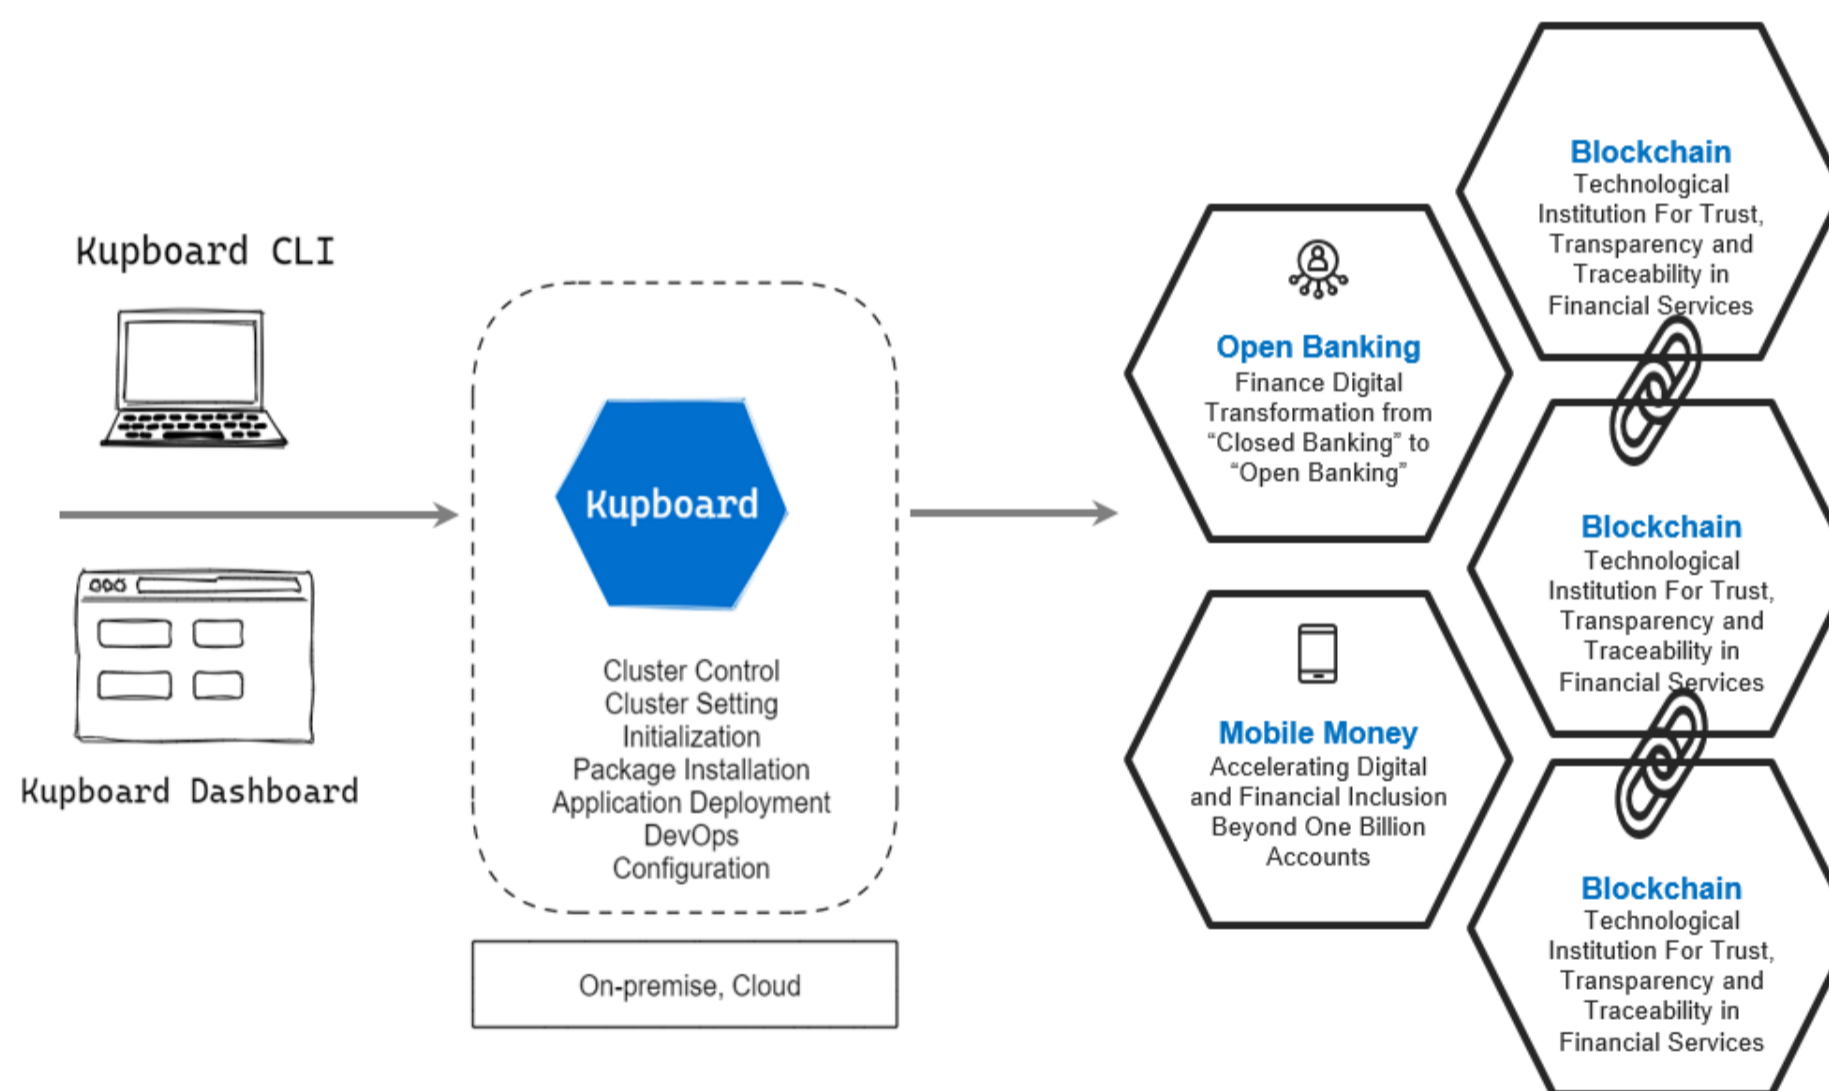 Kupboard CLI
Kupboard Dashboard
Kupboard
Cluster Control
Cluster Setting
Initialization
Package Installation
Application Deployment
DevOps
Configuration
On-premise, Cloud
Open Banking
Finance Digital
Transformation from
“Closed Banking” to
“Open Banking”
Mobile Money
Accelerating Digital
and Financial Inclusion
Beyond One Billion
Accounts
Blockchain
Technological
Institution For Trust,
Transparency and
Traceability in
Financial Services
Blockchain
Technological
Institution For Trust,
Transparency and
Traceability in
Financial Services
Blockchain
Technological
Institution For Trust,
Transparency and
Traceability in
Financial Services